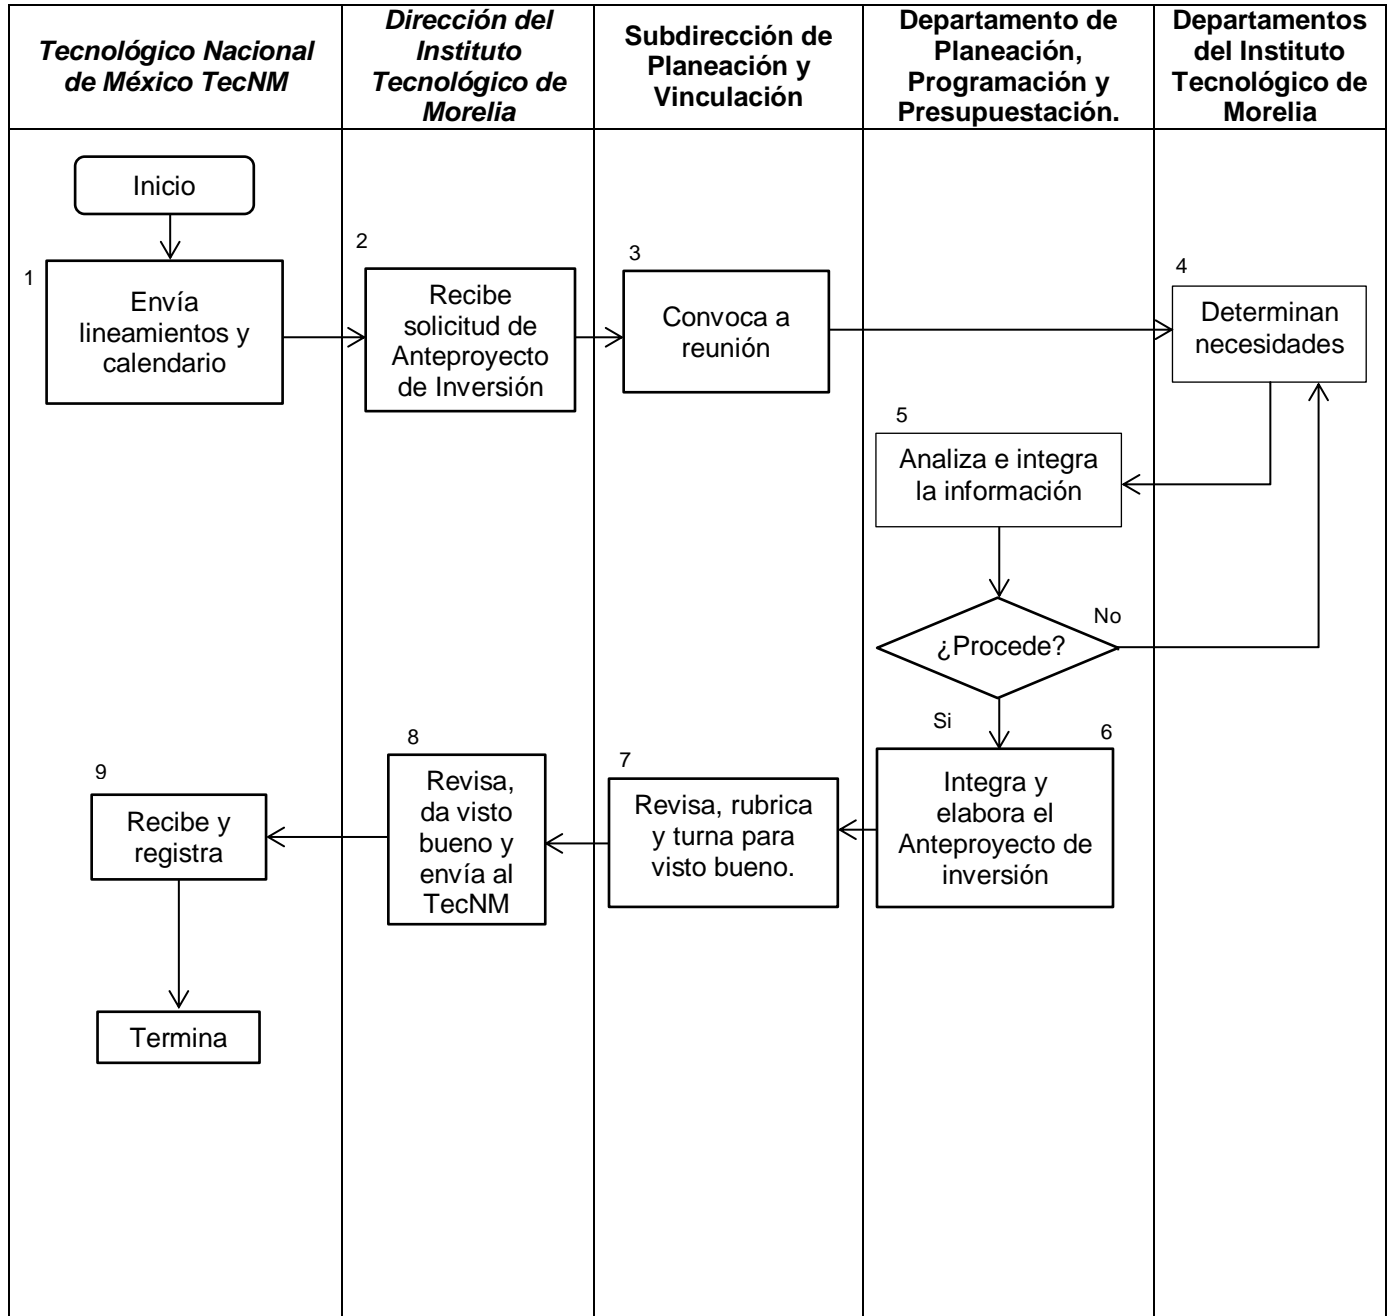 Tecnológico Nacional
de México TecNM
Dirección del
Instituto
Tecnológico de
Morelia
Subdirección de
Planeación y
Vinculación
Departamento de
Planeación,
Programación y
Presupuestación.
Departamentos
del Instituto
Tecnológico de
Morelia
Inicio
1
Envía
lineamientos y
calendario
2
Recibe
solicitud de
Anteproyecto
de Inversión
3
Convoca a
reunión
4
Determinan
necesidades
5
Analiza e integra
la información
¿Procede?
No
Si
6
Integra y
elabora el
Anteproyecto de
inversión
7
Revisa, rubrica
y turna para
visto bueno.
8
Revisa,
da visto
bueno y
envía al
TecNM
9
Recibe y
registra
Termina